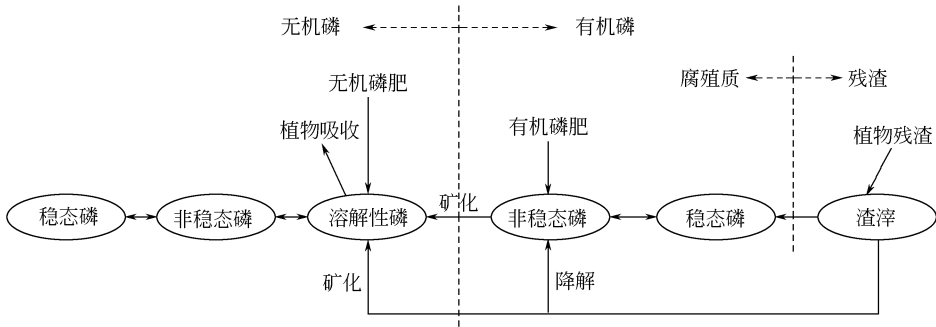 无机磷
有机磷
腐殖质
残渣
无机磷肥
植物吸收
有机磷肥
植物残渣
稳态磷
非稳态磷
溶解性磷
矿化
非稳态磷
稳态磷
渣滓
矿化
降解